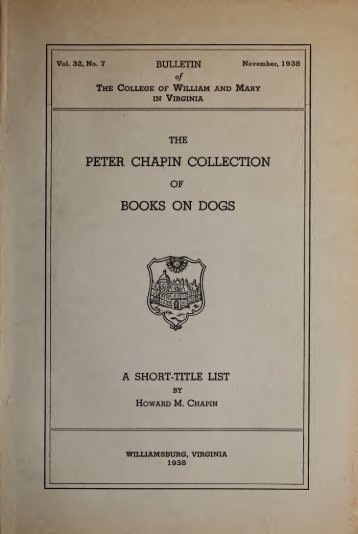 Vol. 32, No. 7 BULLETIN November, 1938
of
The College of William and Mary
in Virginia
THE
PETER CHAPIN COLLECTION
OF
BOOKS ON DOGS
A SHORT-TITLE LIST
BY
Howard M. Chapin
WILLIAMSBURG, VIRGINIA
1938